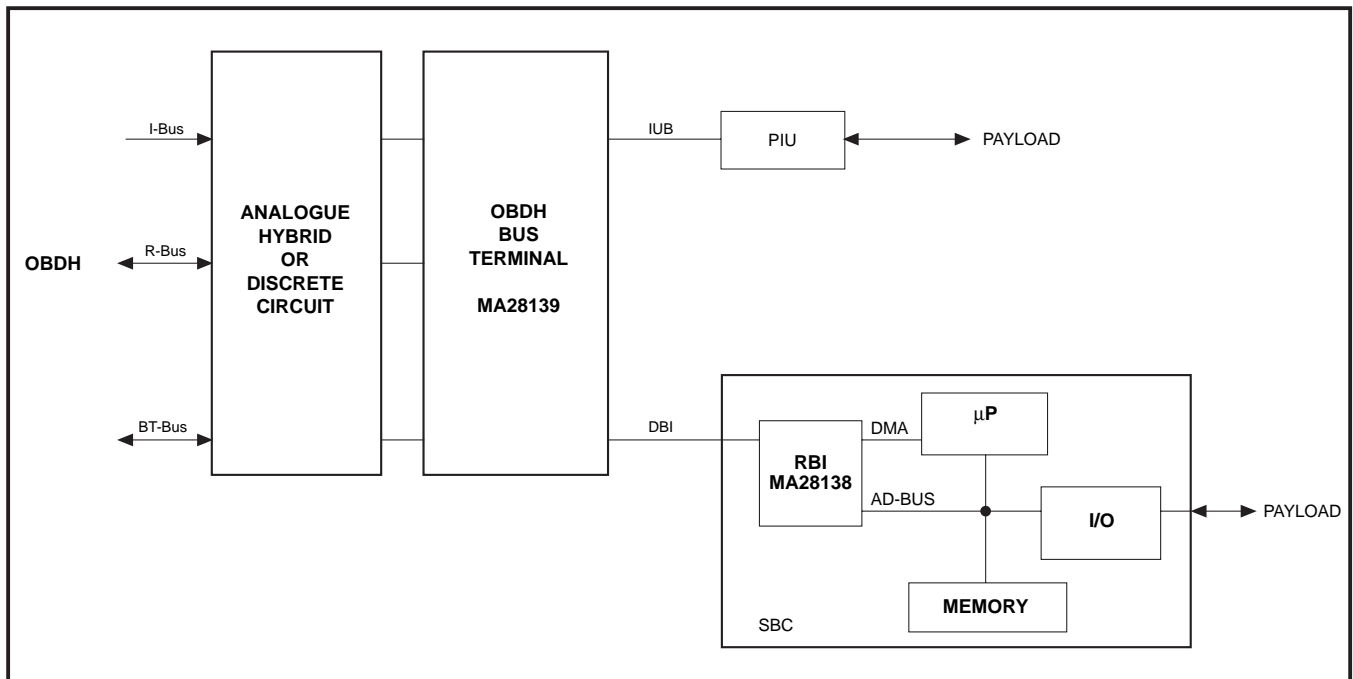 OBDH
I-Bus
R-Bus
BT-Bus
ANALOGUE
HYBRID
OR
DISCRETE
CIRCUIT
OBDH
BUS
TERMINAL
MA28139
IUB
PIU
PAYLOAD
DBI
RBI
MA28138
DMA
μP
AD-BUS
I/O
PAYLOAD
MEMORY
SBC